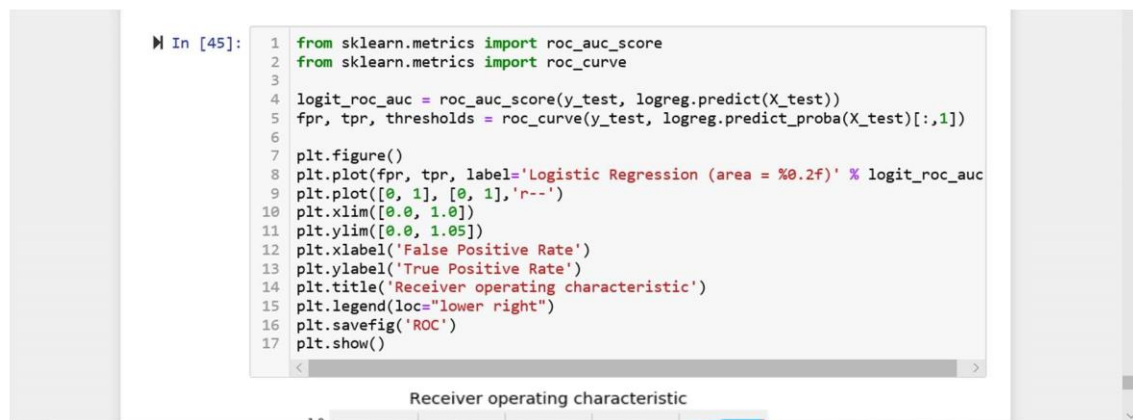 In [45]:
1 from sklearn.metrics import roc_auc_score
2 from sklearn.metrics import roc_curve
3
4 logit_roc_auc = roc_auc_score(y_test, logreg.predict(X_test))
5 fpr, tpr, thresholds = roc_curve(y_test, logreg.predict_proba(X_test)[:,1])
6
7 plt.figure()
8 plt.plot(fpr, tpr, label='Logistic Regression (area = %0.2f)' % logit_roc_auc
9 plt.plot([0, 1], [0, 1],'r--')
10 plt.xlim([0.0, 1.0])
11 plt.ylim([0.0, 1.05])
12 plt.xlabel('False Positive Rate')
13 plt.ylabel('True Positive Rate')
14 plt.title('Receiver operating characteristic')
15 plt.legend(loc="lower right")
16 plt.savefig('ROC')
17 plt.show()
Receiver operating characteristic